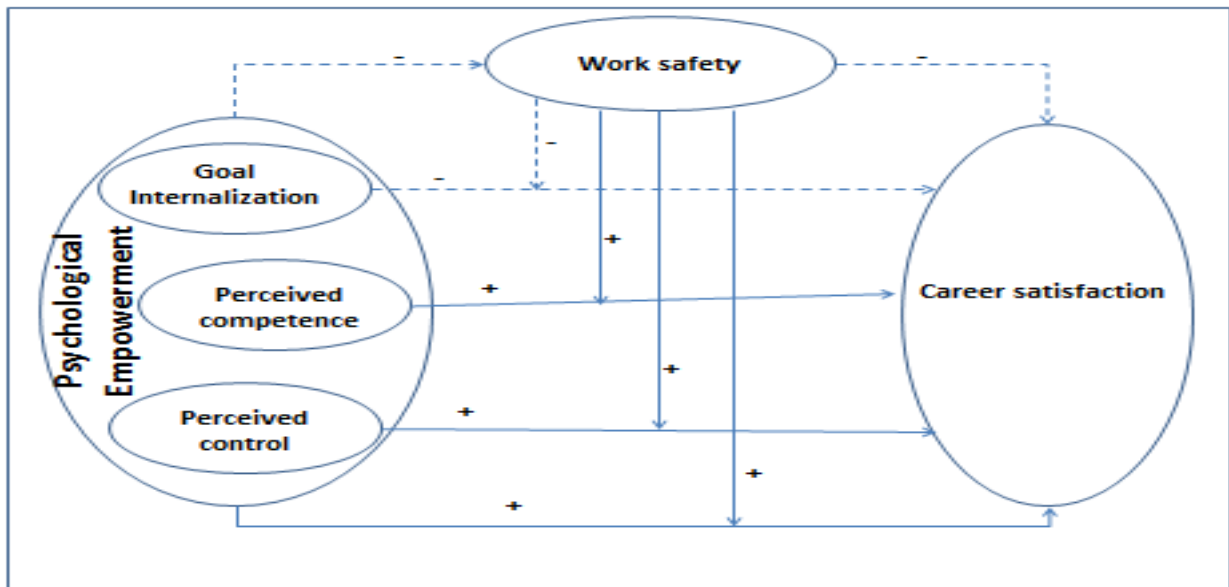 Work safety
-
-
-
Goal
Internalization
-
Psychological
Empowerment
+
Perceived
competence
+
Career satisfaction
+
Perceived
control
+
+
+